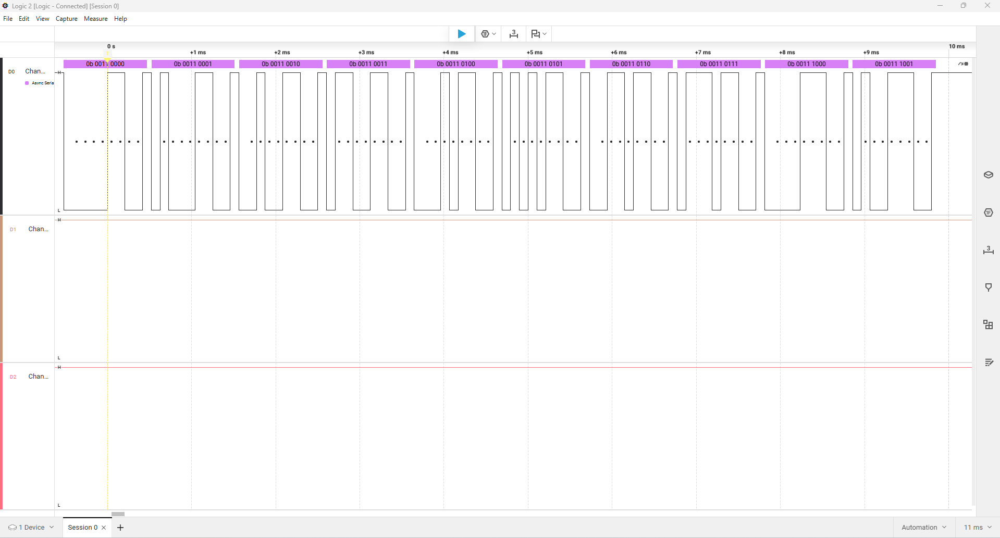 Logic 2 [Logic - Connected] [Session 0]
File Edit View Capture Measure Help
0 s
+1 ms +2 ms +3 ms +4 ms +5 ms +6 ms +7 ms +8 ms +9 ms 10 ms
0b 0011 0000 0b 0011 0001 0b 0011 0010 0b 0011 0011 0b 0011 0100 0b 0011 0101 0b 0011 0110 0b 0011 0111 0b 0011 1000 0b 0011 1001
D0 Chan... H
Async Seria
L
H
D1 Chan...
L
H
D2 Chan...
L
1 Device Session 0 Automation 11 ms